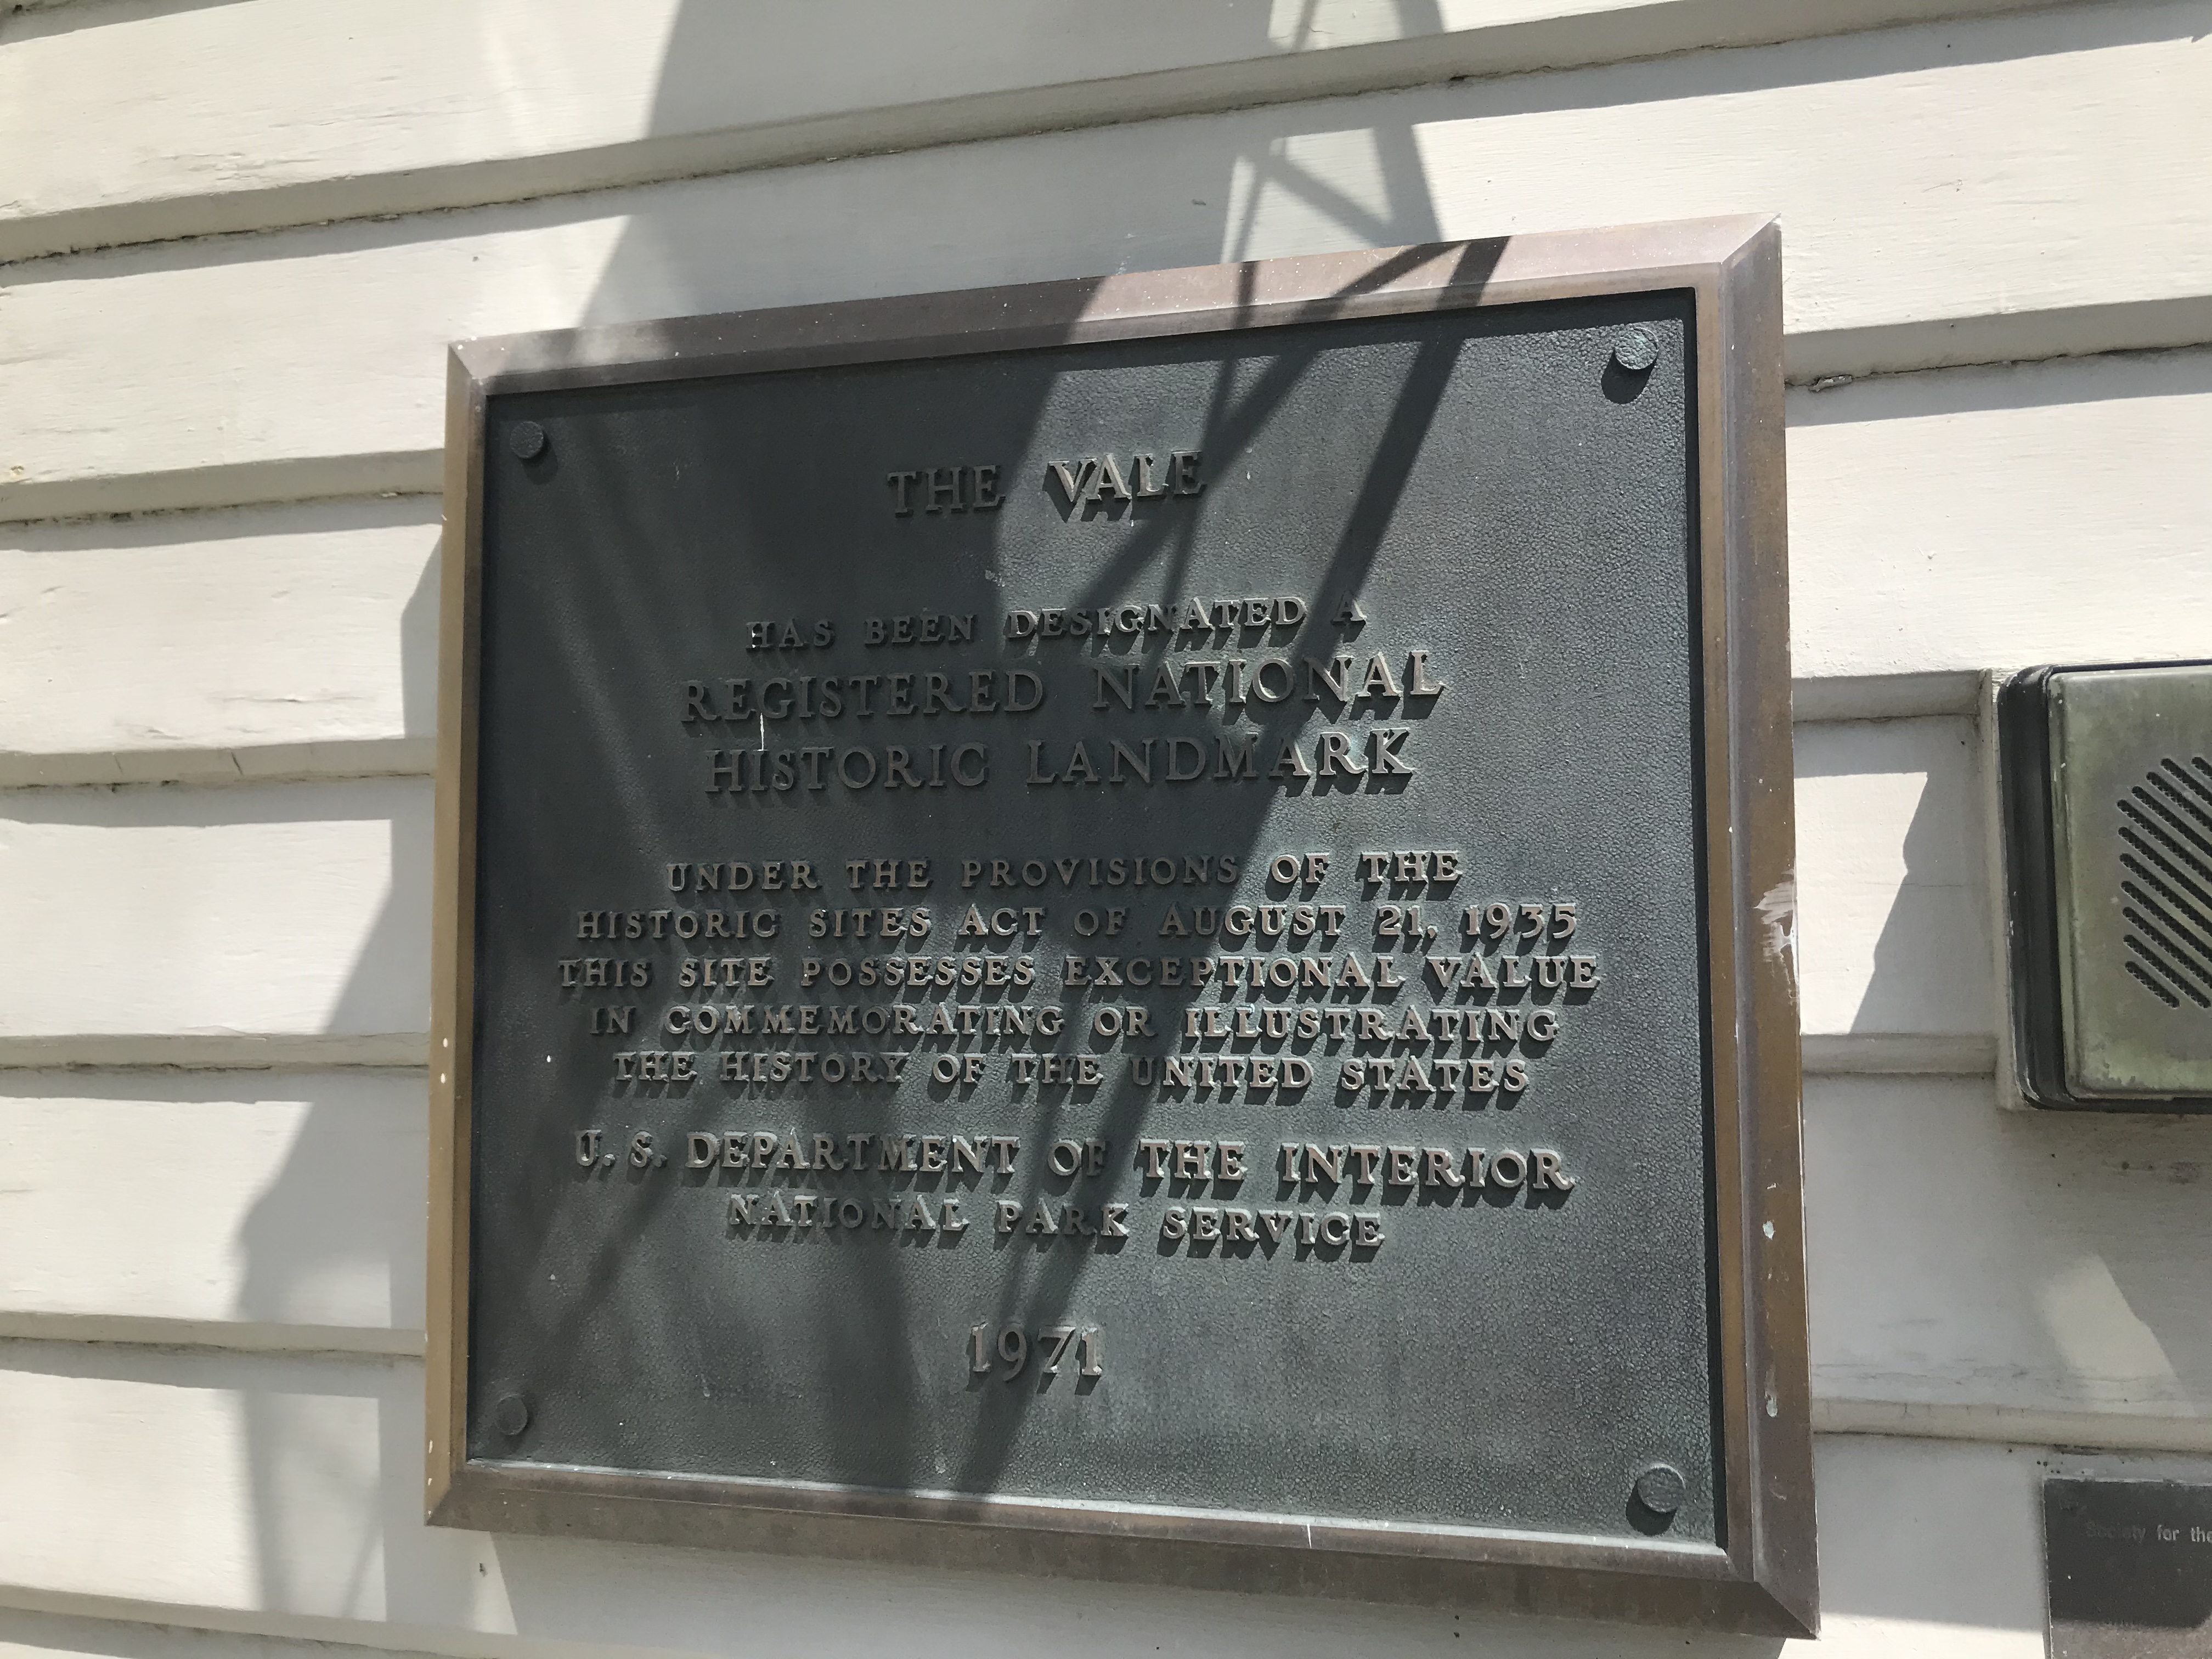 THE VALE
HAS BEEN DESIGNATED A
REGISTERED NATIONAL
HISTORIC LANDMARK
UNDER THE PROVISIONS OF THE
HISTORIC SITES ACT OF AUGUST 21, 1935
THIS SITE POSSESSES EXCEPTIONAL VALUE
IN COMMEMORATING OR ILLUSTRATING
THE HISTORY OF THE UNITED STATES
U. S. DEPARTMENT OF THE INTERIOR
NATIONAL PARK SERVICE
1971
Society for the